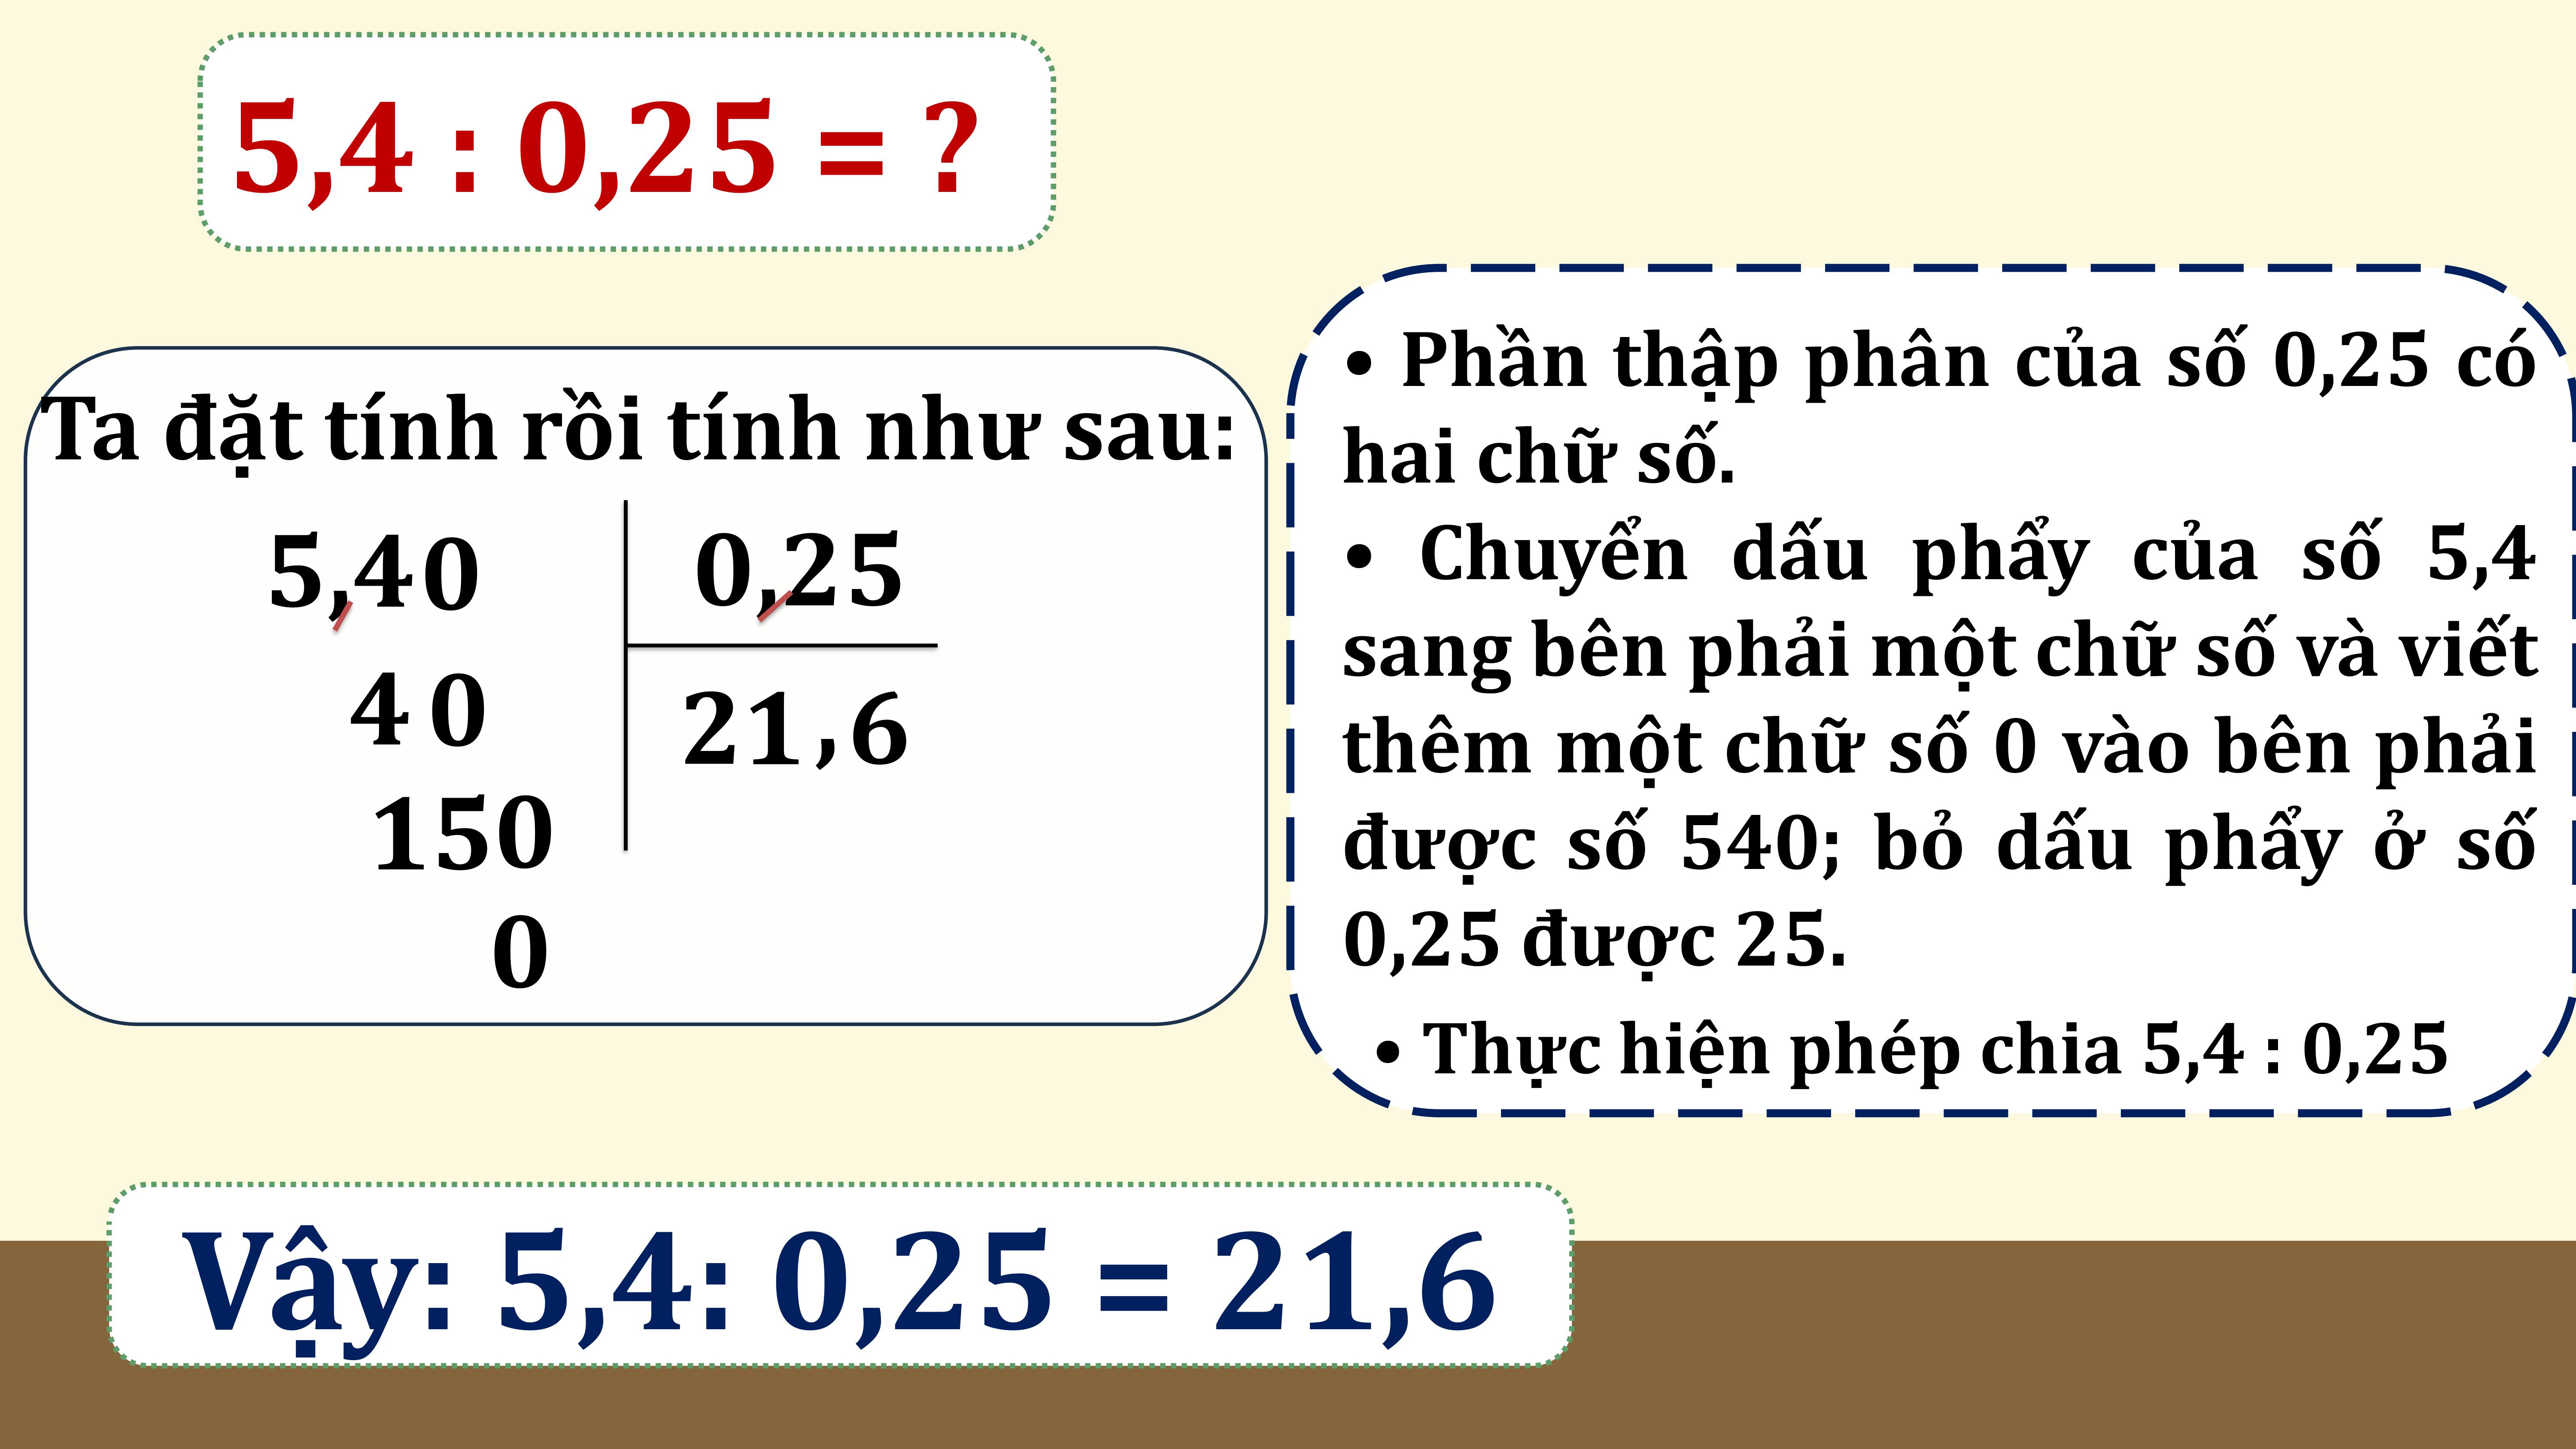 5,4 : 0,25 = ?
Ta đặt tính rồi tính như sau:
5,40 0,25
40 21,6
150
0
• Phần thập phân của số 0,25 có
hai chữ số.
• Chuyển dấu phẩy của số 5,4
sang bên phải một chữ số và viết
thêm một chữ số 0 vào bên phải
được số 540; bỏ dấu phẩy ở số
0,25 được 25.
• Thực hiện phép chia 5,4 : 0,25
Vậy: 5,4: 0,25 = 21,6